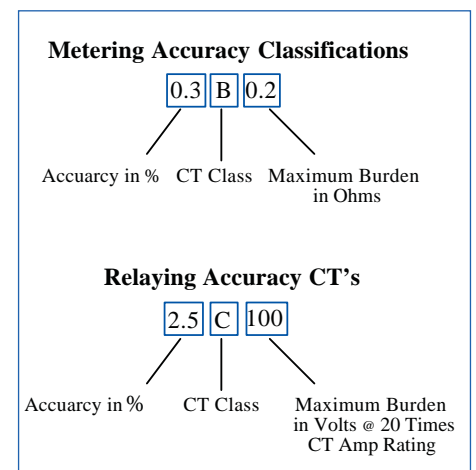 Metering Accuracy Classifications
0.3 B 0.2
Accuarcy in % CT Class Maximum Burden
in Ohms
Relaying Accuracy CT's
2.5 C 100
Accuarcy in % CT Class Maximum Burden
in Volts @ 20 Times
CT Amp Rating